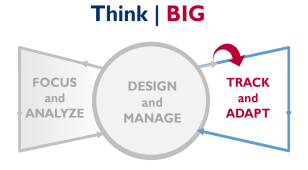 Think | BIG
FOCUS
and
ANALYZE
DESIGN
and
MANAGE
TRACK
and
ADAPT